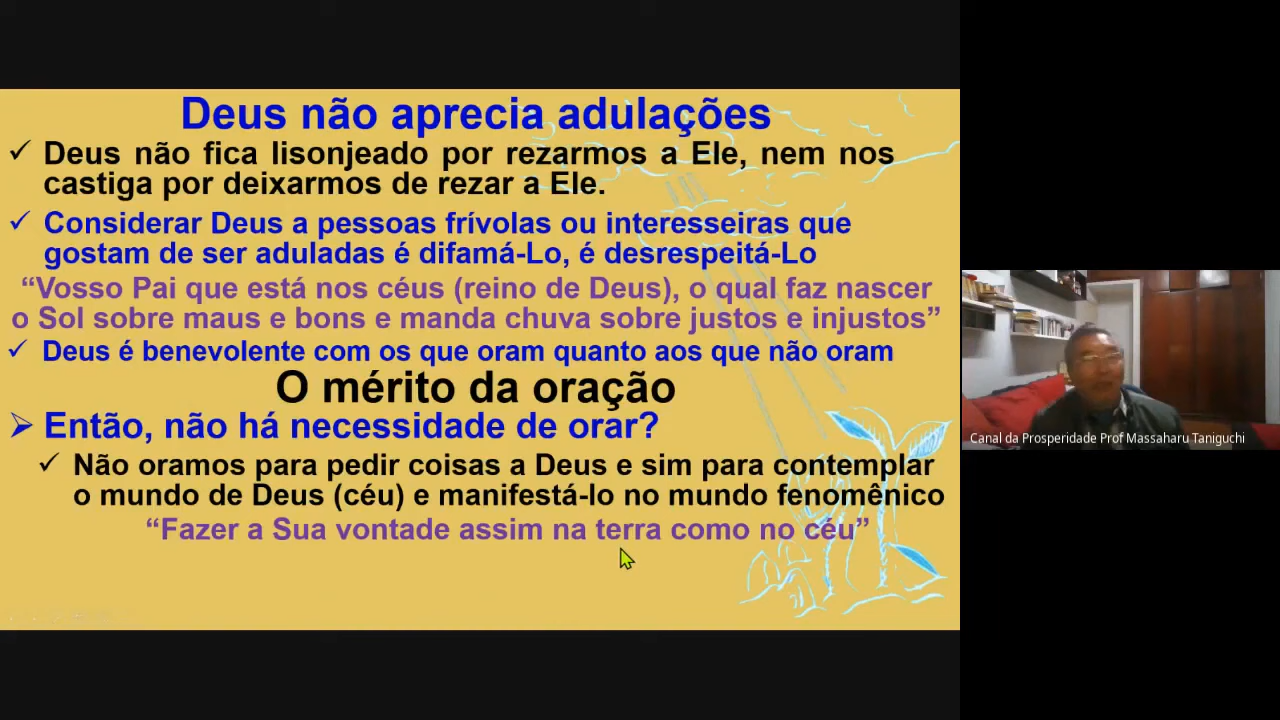 Deus não aprecia adulações
✓ Deus não fica lisonjeado por rezarmos a Ele, nem nos
castiga por deixarmos de rezar a Ele.
✓ Considerar Deus a pessoas frívolas ou interesseiras que
gostam de ser aduladas é difamá-Lo, é desrespeitá-Lo
“Vosso Pai que está nos céus (reino de Deus), o qual faz nascer
o Sol sobre maus e bons e manda chuva sobre justos e injustos”
✓ Deus é benevolente com os que oram quanto aos que não oram
O mérito da oração
➢ Então, não há necessidade de orar?
✓ Não oramos para pedir coisas a Deus e sim para contemplar
o mundo de Deus (céu) e manifestá-lo no mundo fenomênico
“Fazer a Sua vontade assim na terra como no céu”
Canal da Prosperidade Prof Massaharu Taniguchi